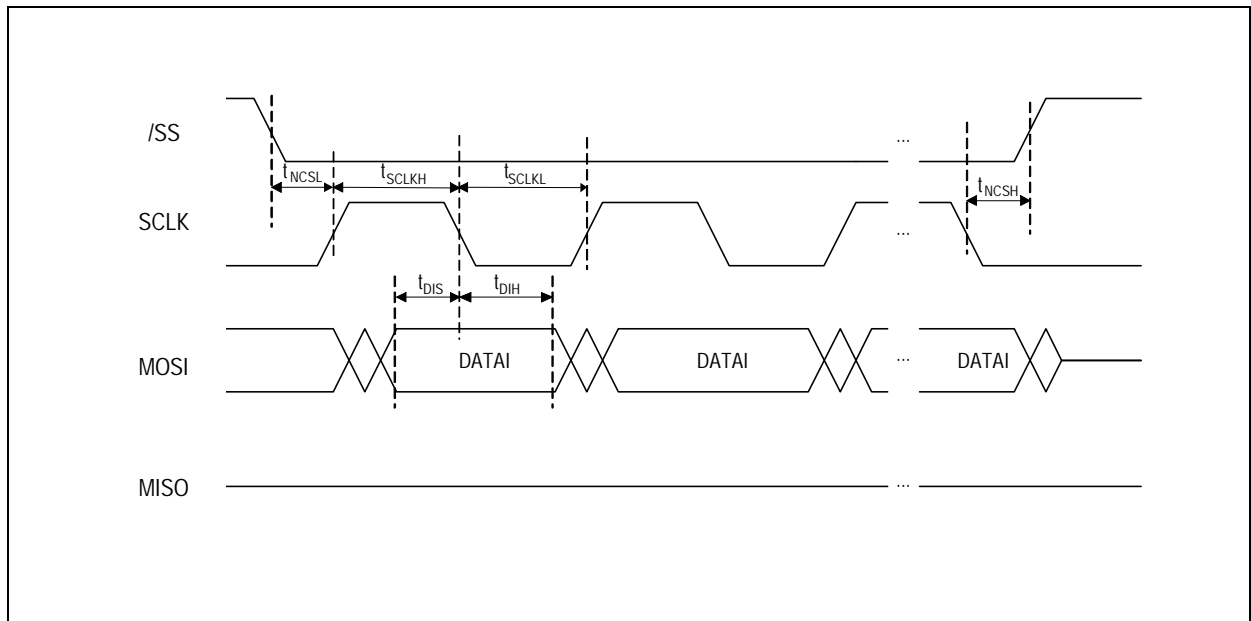 /SS
...
tNCSL
tSCLKH
tSCLKL
tNCSH
SCLK
...
tDIS
tDIH
MOSI
DATAI
DATAI
...
DATAI
MISO
...